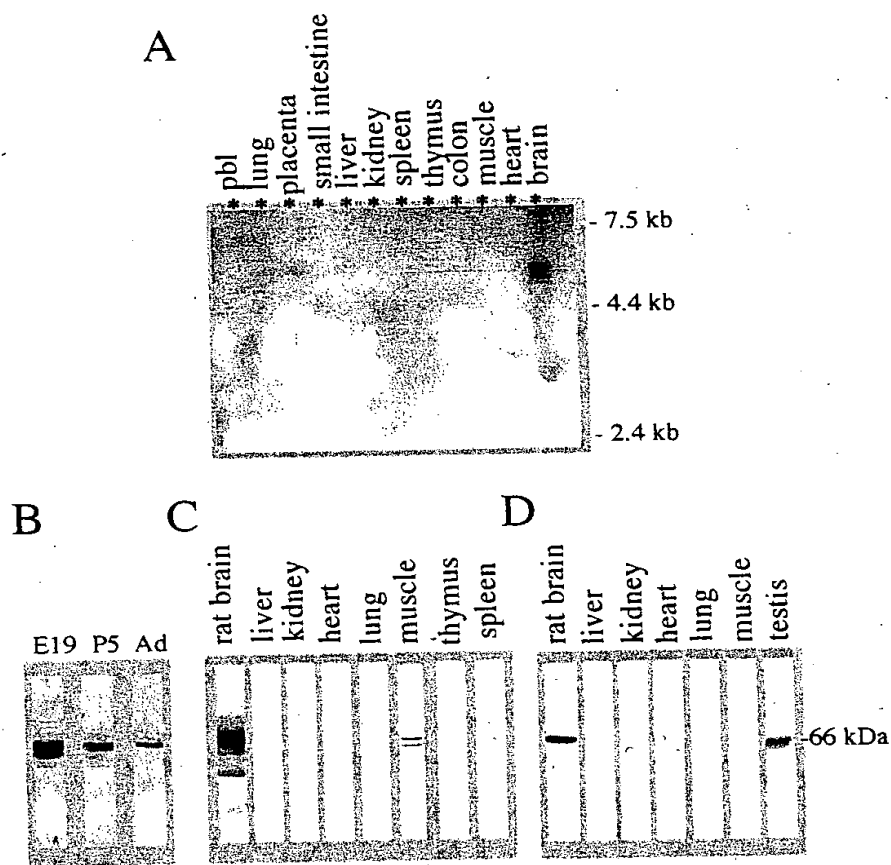 A
pbl
lung
placenta
small intestine
liver
kidney
spleen
thymus
colon
muscle
heart
brain
* * * * * * * * * * * *
- 7.5 kb
- 4.4 kb
- 2.4 kb
B
E19 P5 Ad
C
rat brain
liver
kidney
heart
lung
muscle
thymus
spleen
D
rat brain
liver
kidney
heart
lung
muscle
testis
-66 kDa